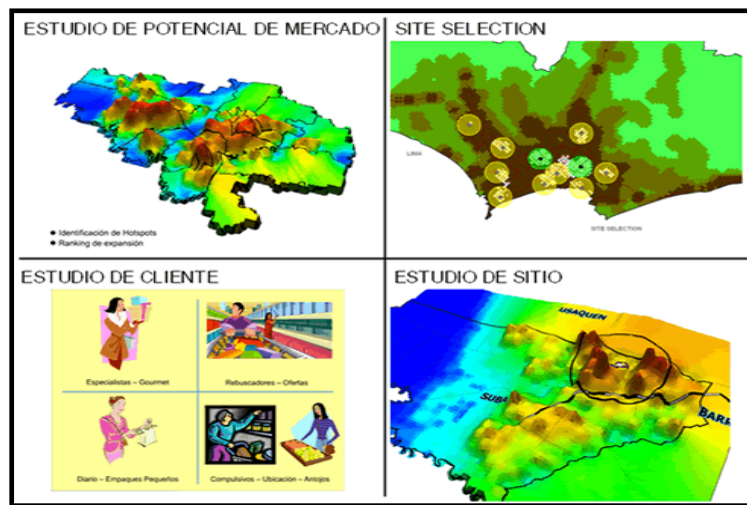 ESTUDIO DE POTENCIAL DE MERCADO
● Identificación de Hotspots
● Ranking de expansión
SITE SELECTION
LIMA
SITE SELECTION
ESTUDIO DE CLIENTE
Especialistas – Gourmet
Rebuscadores – Ofertas
Diario – Empaques Pequeños
Compulsivos – Ubicación - Antojos
ESTUDIO DE SITIO
USAQUEN
SUBA
BARR